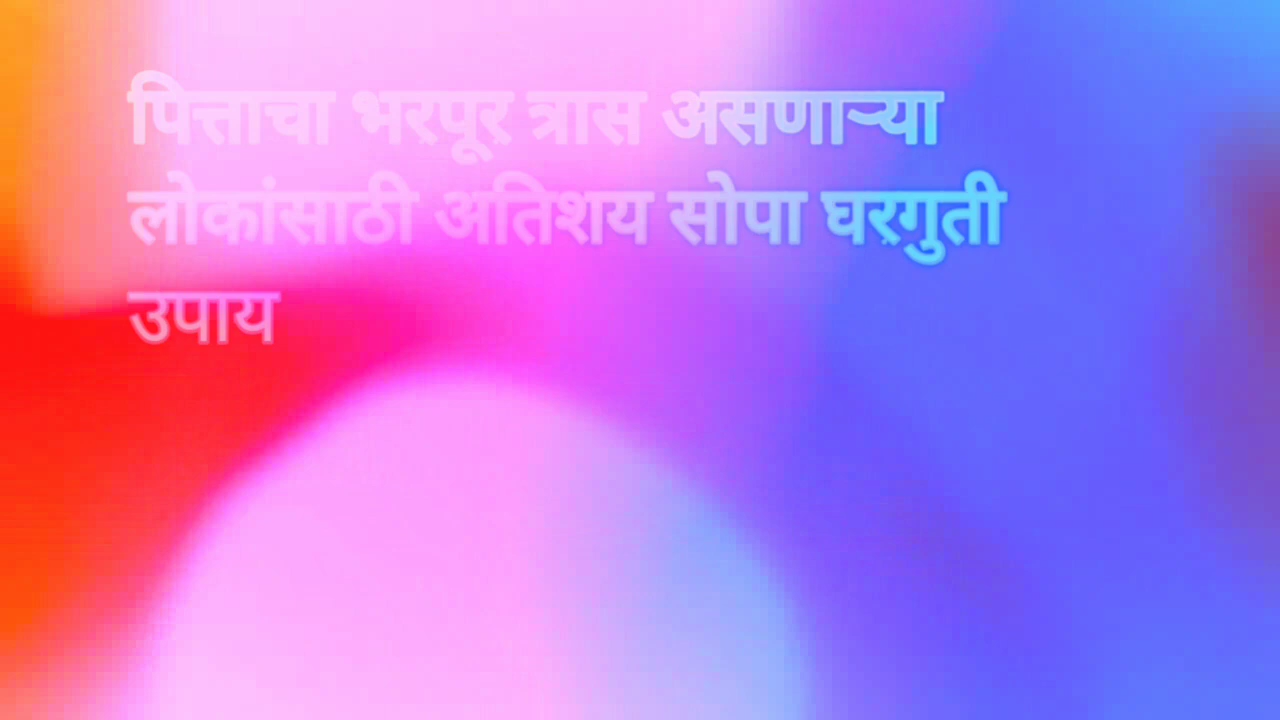 पित्ताचा भरपूर त्रास असणाऱ्या
लोकांसाठी अतिशय सोपा घरगुती
उपाय